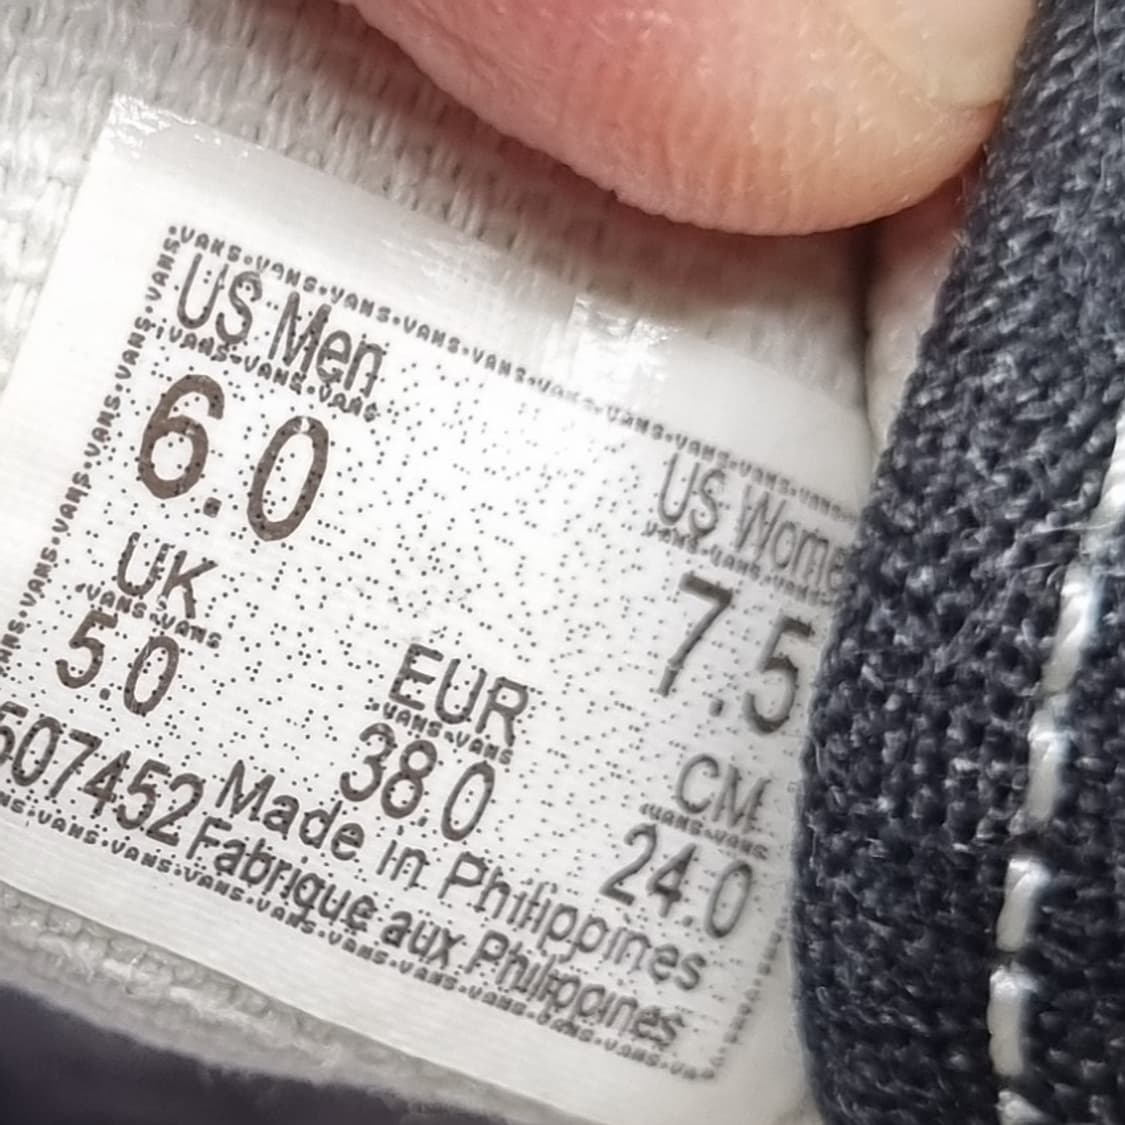 US Men
6.0
US Wome
7.5
UK
5.0
EUR
38.0
CM
24.0
507452
Made in Philippines
Fabrique aux Philippines